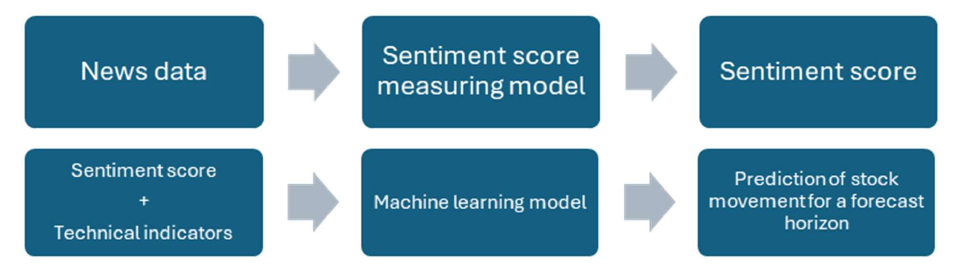 News data
Sentiment score
measuring model
Sentiment score
Sentiment score
+
Technical indicators
Machine learning model
Prediction of stock
movement for a forecast
horizon